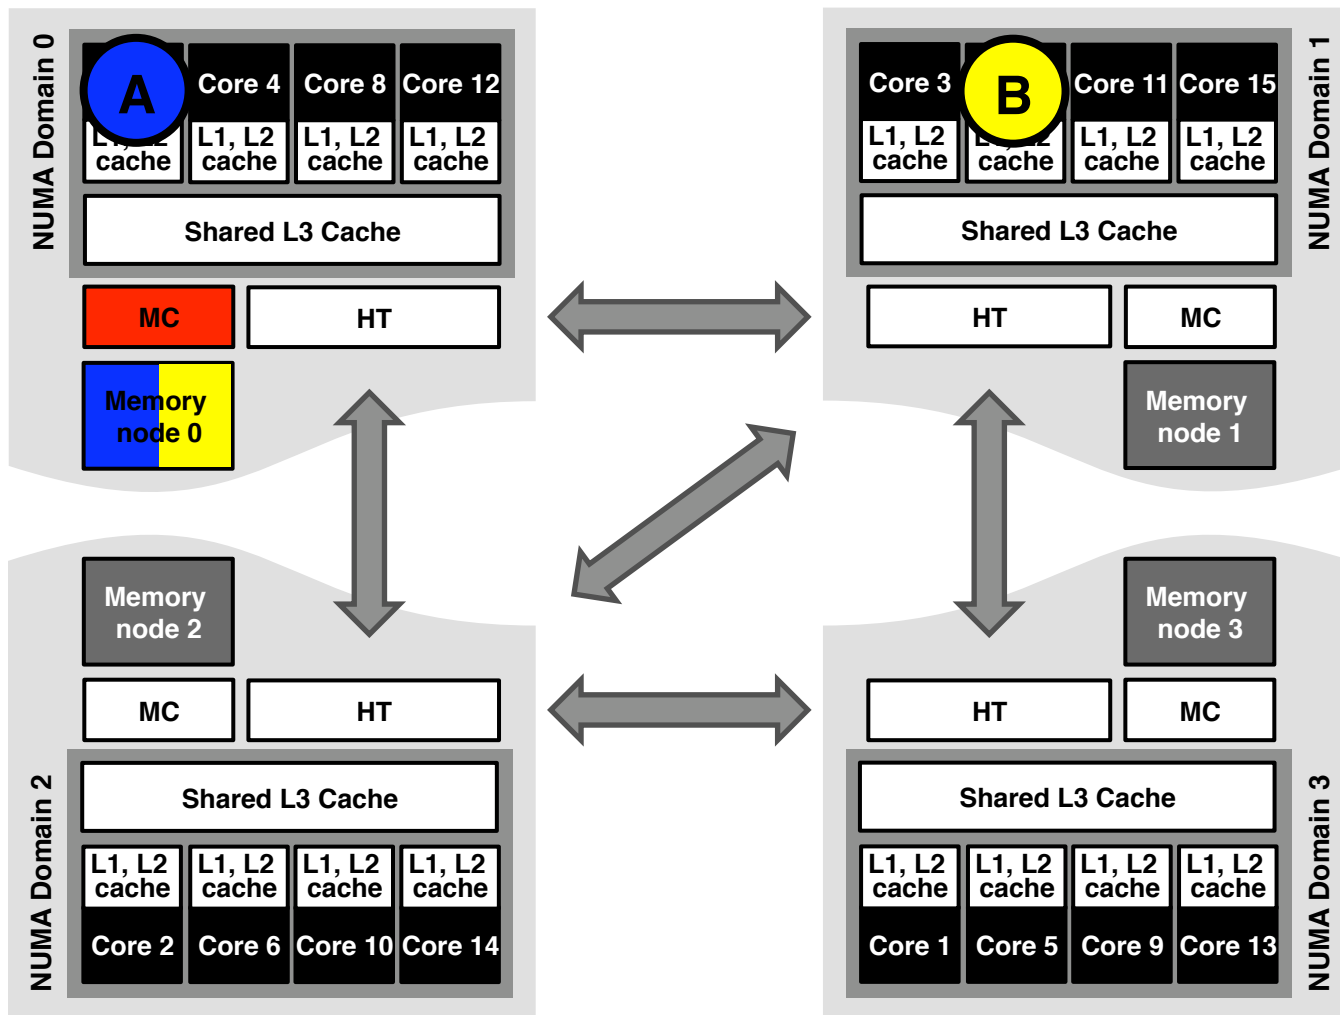 NUMA Domain 0
A
Core 4
Core 8
Core 12
L1, L2
cache
L1, L2
cache
L1, L2
cache
L1, L2
cache
Shared L3 Cache
MC
HT
Memory
node 0
NUMA Domain 1
Core 3
B
Core 11
Core 15
L1, L2
cache
L1, L2
cache
L1, L2
cache
L1, L2
cache
Shared L3 Cache
HT
MC
Memory
node 1
NUMA Domain 2
Memory
node 2
MC
HT
Shared L3 Cache
L1, L2
cache
L1, L2
cache
L1, L2
cache
L1, L2
cache
Core 2
Core 6
Core 10
Core 14
NUMA Domain 3
Memory
node 3
HT
MC
Shared L3 Cache
L1, L2
cache
L1, L2
cache
L1, L2
cache
L1, L2
cache
Core 1
Core 5
Core 9
Core 13